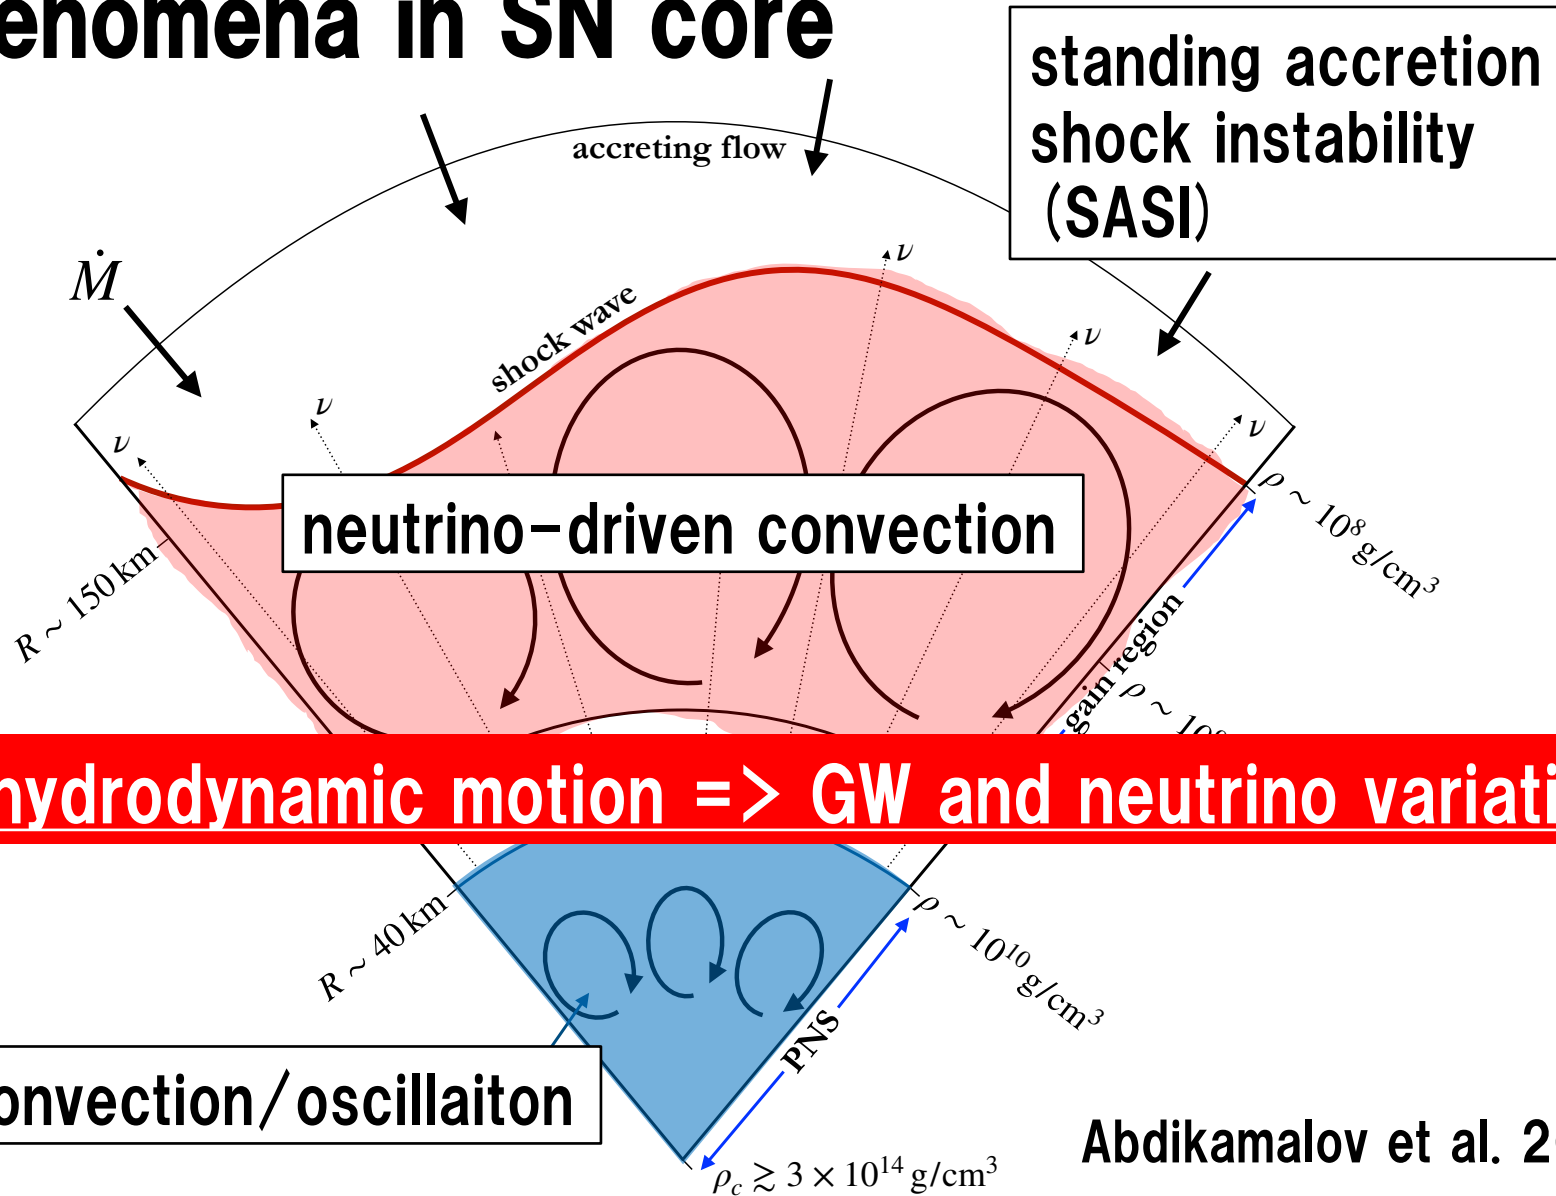 enomena in SN core
standing accretion
shock instability
(SASI)
accreting flow
Ṁ
shock wave
ν
ν
ν
ν
ν
neutrino-driven convection
ρ ~ 10⁸ g/cm³
R ~ 150 km
gain region
ρ ~ 10
hydrodynamic motion => GW and neutrino variati
R ~ 40 km
ρ ~ 10¹⁰ g/cm³
PNS
onvection/oscillaiton
Abdikamalov et al. 2
ρ_c ≳ 3 × 10¹⁴ g/cm³